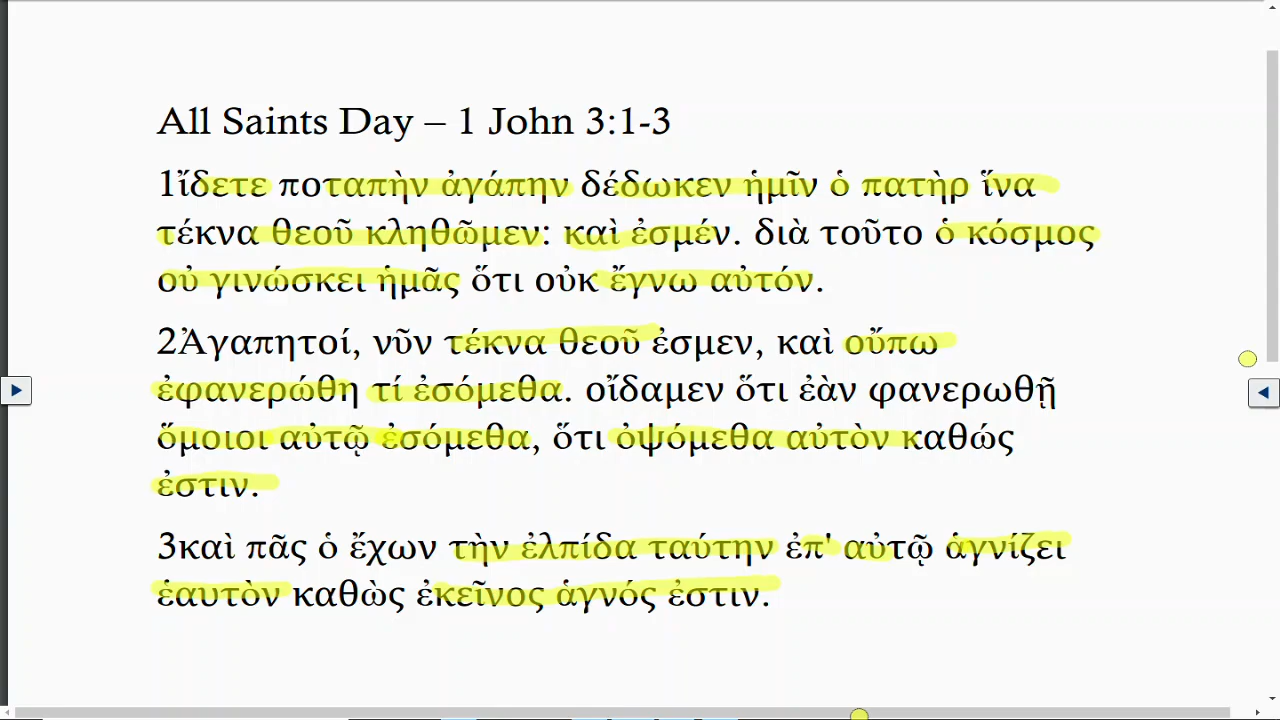 All Saints Day – 1 John 3:1-3
1ἴδετε ποταπὴν ἀγάπην δέδωκεν ἡμῖν ὁ πατὴρ ἵνα
τέκνα θεοῦ κληθῶμεν: καὶ ἐσμέν. διὰ τοῦτο ὁ κόσμος
οὐ γινώσκει ἡμᾶς ὅτι οὐκ ἔγνω αὐτόν.
2Ἀγαπητοί, νῦν τέκνα θεοῦ ἐσμεν, καὶ οὔπω
ἐφανερώθη τί ἐσόμεθα. οἴδαμεν ὅτι ἐὰν φανερωθῇ
ὅμοιοι αὐτῷ ἐσόμεθα, ὅτι ὀψόμεθα αὐτὸν καθώς
ἐστιν.
3καὶ πᾶς ὁ ἔχων τὴν ἐλπίδα ταύτην ἐπ' αὐτῷ ἁγνίζει
ἑαυτὸν καθὼς ἐκεῖνος ἁγνός ἐστιν.